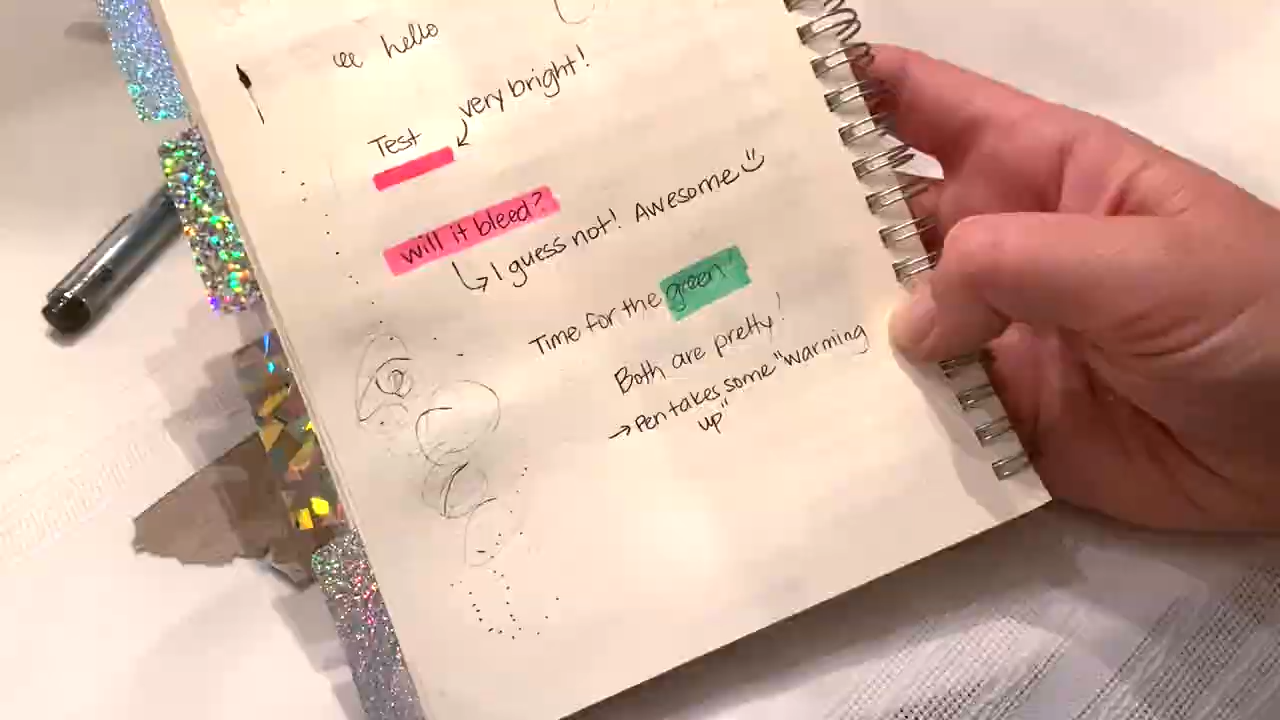 ee hello
very bright!
Test
will it bleed?
I guess not! Awesome
Time for the green!
Both are pretty!
→ Pen takes some "warming
up"